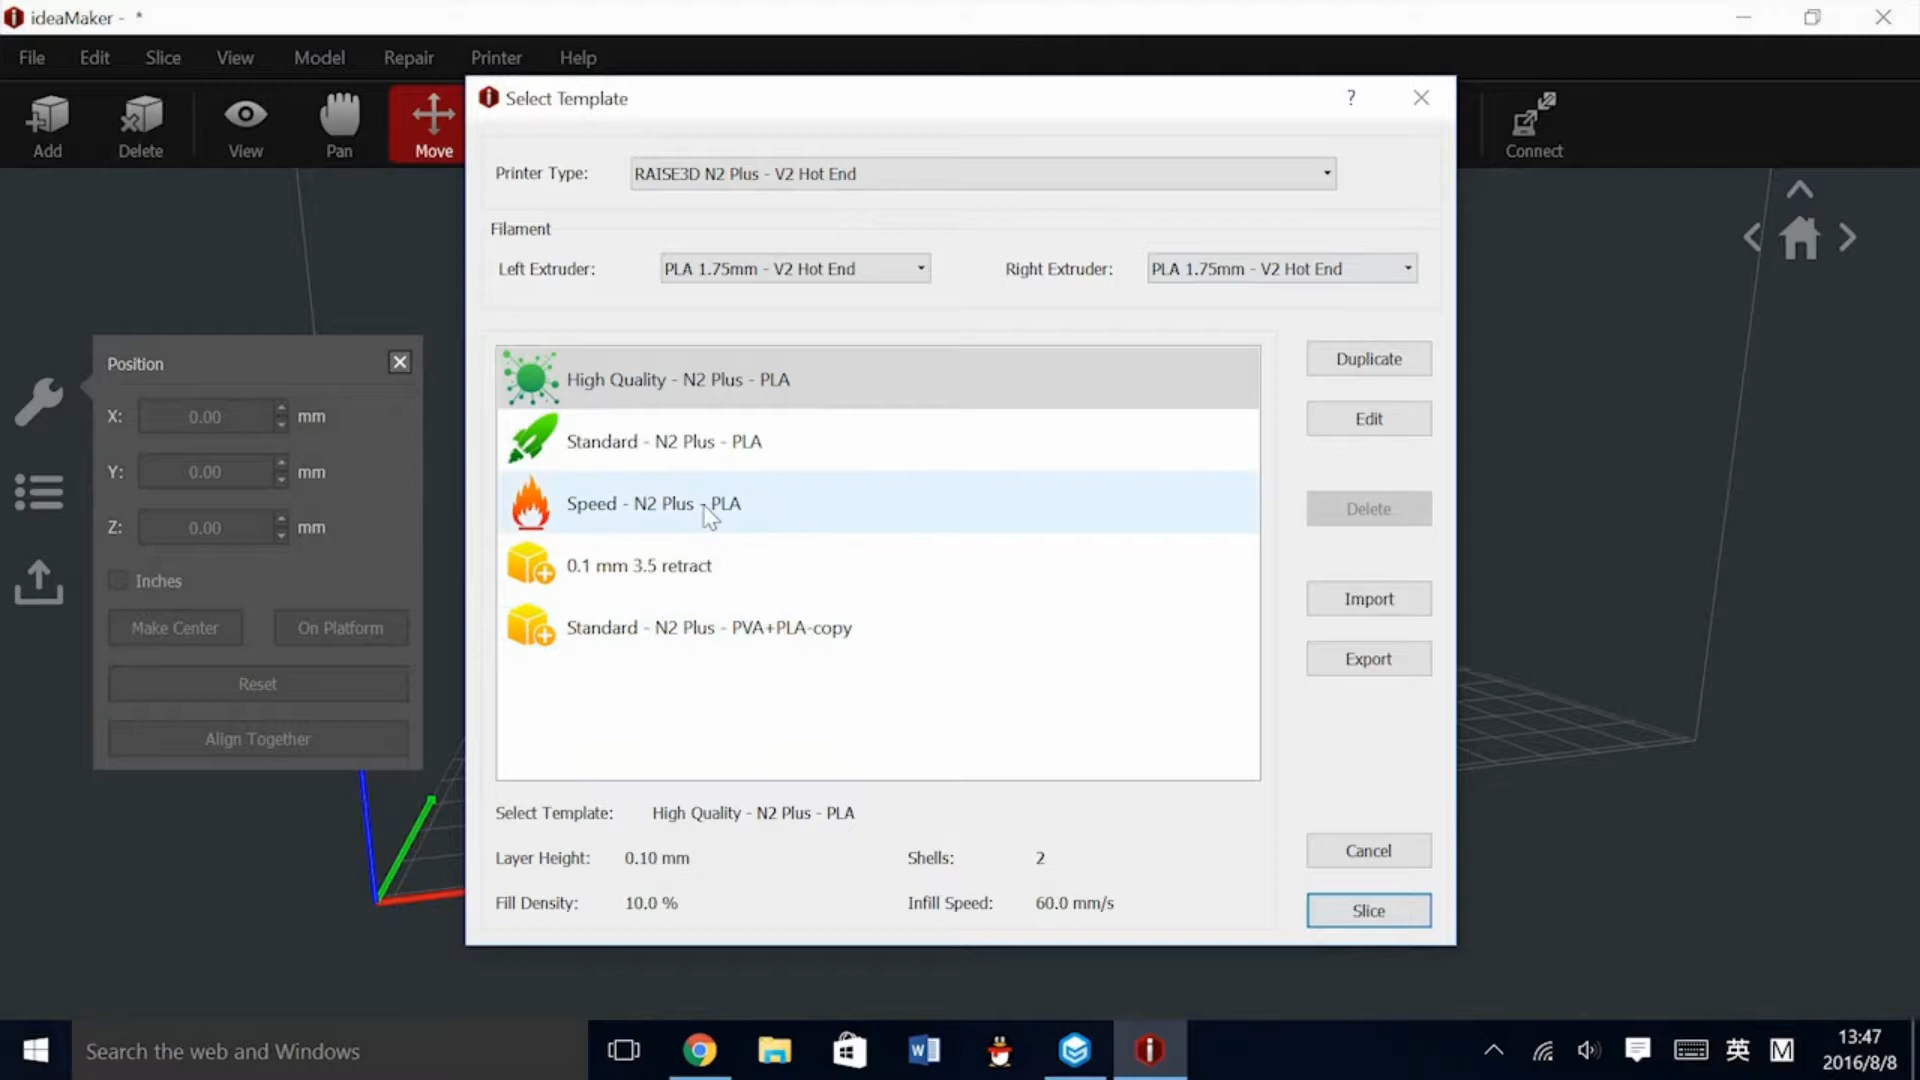 ideaMaker - *
File Edit Slice View Model Repair Printer Help
Add Delete View Pan Move Connect
Select Template ?
Printer Type: RAISE3D N2 Plus - V2 Hot End
Filament
Left Extruder: PLA 1.75mm - V2 Hot End Right Extruder: PLA 1.75mm - V2 Hot End
Position
X: 0.00 mm
Y: 0.00 mm
Z: 0.00 mm
Inches
Make Center On Platform
Reset
Align Together
High Quality - N2 Plus - PLA
Standard - N2 Plus - PLA
Speed - N2 Plus - PLA
0.1 mm 3.5 retract
Standard - N2 Plus - PVA+PLA-copy
Duplicate
Edit
Delete
Import
Export
Select Template: High Quality - N2 Plus - PLA
Layer Height: 0.10 mm Shells: 2
Fill Density: 10.0 % Infill Speed: 60.0 mm/s
Cancel
Slice
Search the web and Windows
英 M
13:47
2016/8/8